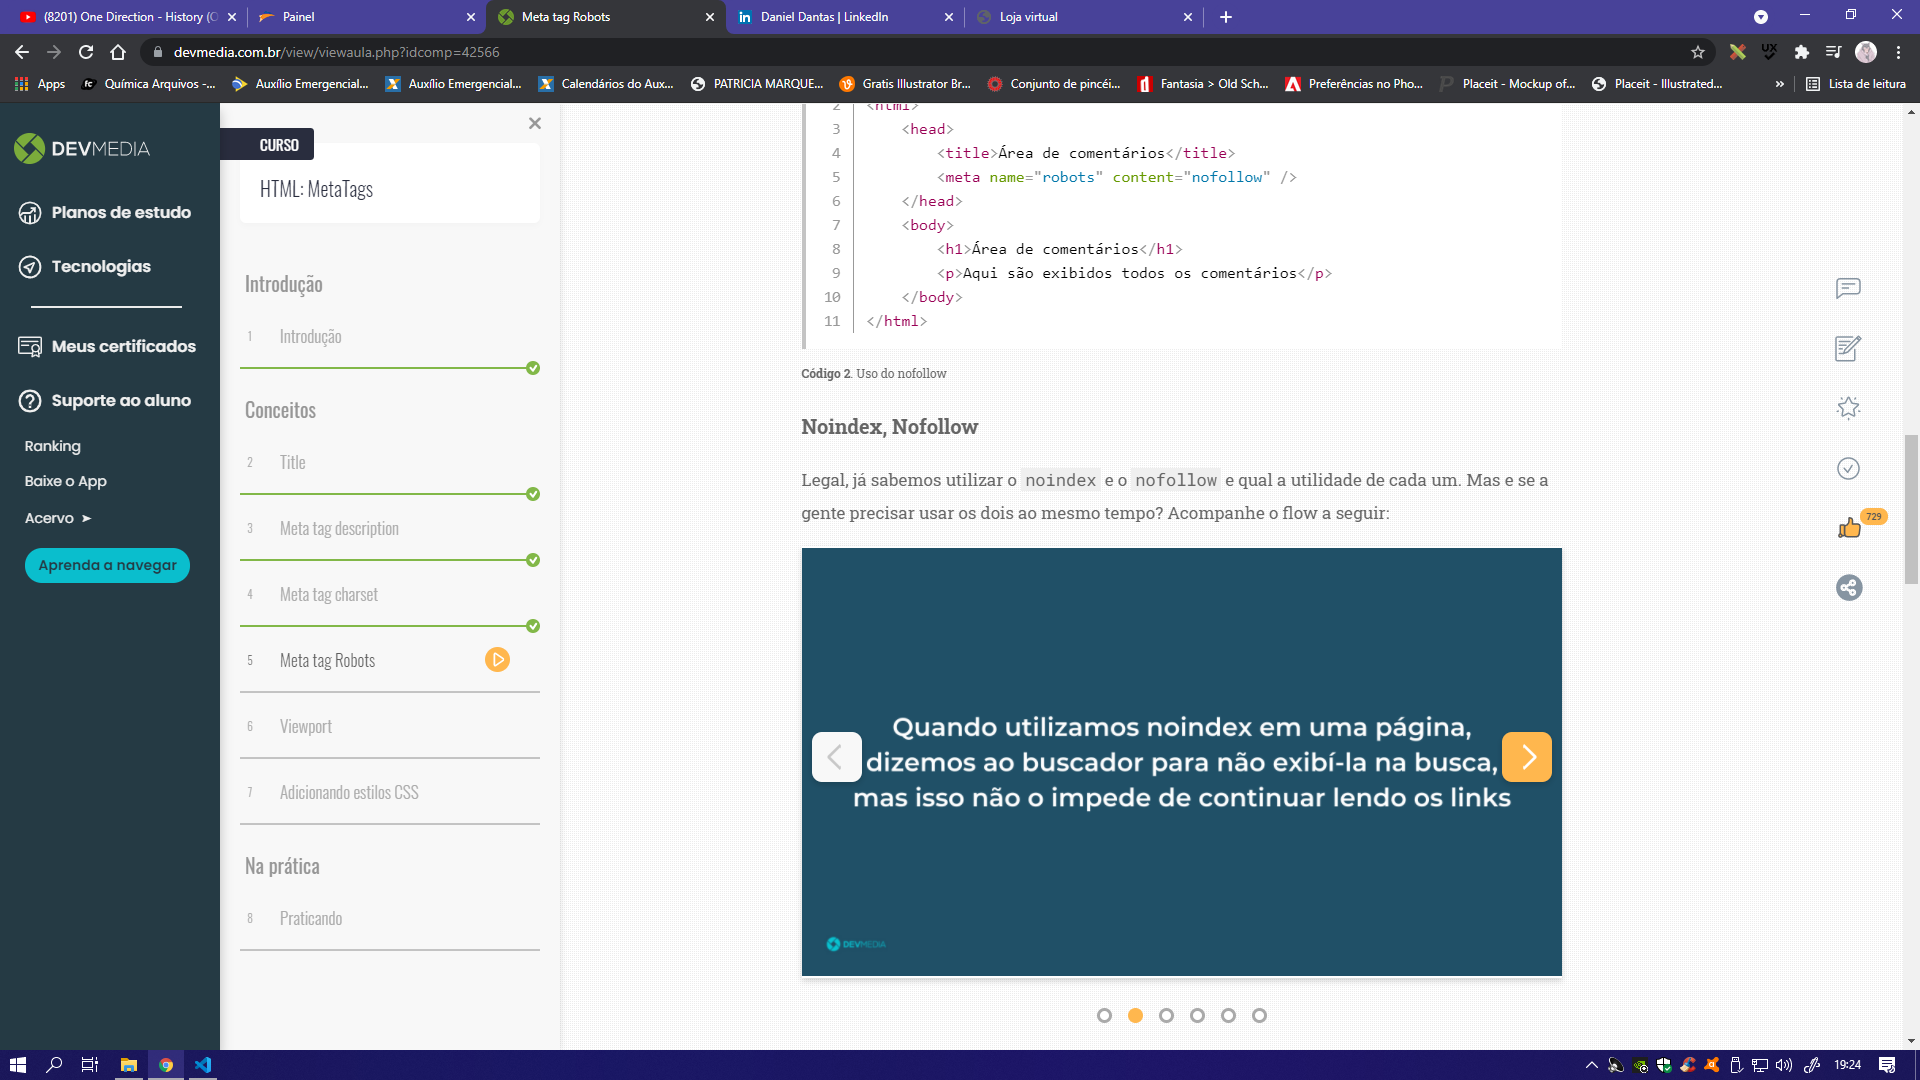 (8201) One Direction - History (O
Painel
Meta tag Robots
Daniel Dantas | LinkedIn
Loja virtual
devmedia.com.br/view/viewaula.php?idcomp=42566
Apps
Química Arquivos -...
Auxílio Emergencial...
Auxílio Emergencial...
Calendários do Aux...
PATRICIA MARQUE...
Gratis Illustrator Br...
Conjunto de pincéi...
Fantasia > Old Sch...
Preferências no Pho...
Placeit - Mockup of...
Placeit - Illustrated...
»
Lista de leitura
DEVMEDIA
Planos de estudo
Tecnologias
Meus certificados
Suporte ao aluno
Ranking
Baixe o App
Acervo ➤
Aprenda a navegar
CURSO
HTML: MetaTags
Introdução
1 Introdução
Conceitos
2 Title
3 Meta tag description
4 Meta tag charset
5 Meta tag Robots
6 Viewport
7 Adicionando estilos CSS
Na prática
8 Praticando
2 <html>
3 <head>
4 <title>Área de comentários</title>
5 <meta name="robots" content="nofollow" />
6 </head>
7 <body>
8 <h1>Área de comentários</h1>
9 <p>Aqui são exibidos todos os comentários</p>
10 </body>
11 </html>
Código 2. Uso do nofollow
Noindex, Nofollow
Legal, já sabemos utilizar o noindex e o nofollow e qual a utilidade de cada um. Mas e se a
gente precisar usar os dois ao mesmo tempo? Acompanhe o flow a seguir:
Quando utilizamos noindex em uma página,
dizemos ao buscador para não exibí-la na busca,
mas isso não o impede de continuar lendo os links
DEVMEDIA
729
19:24